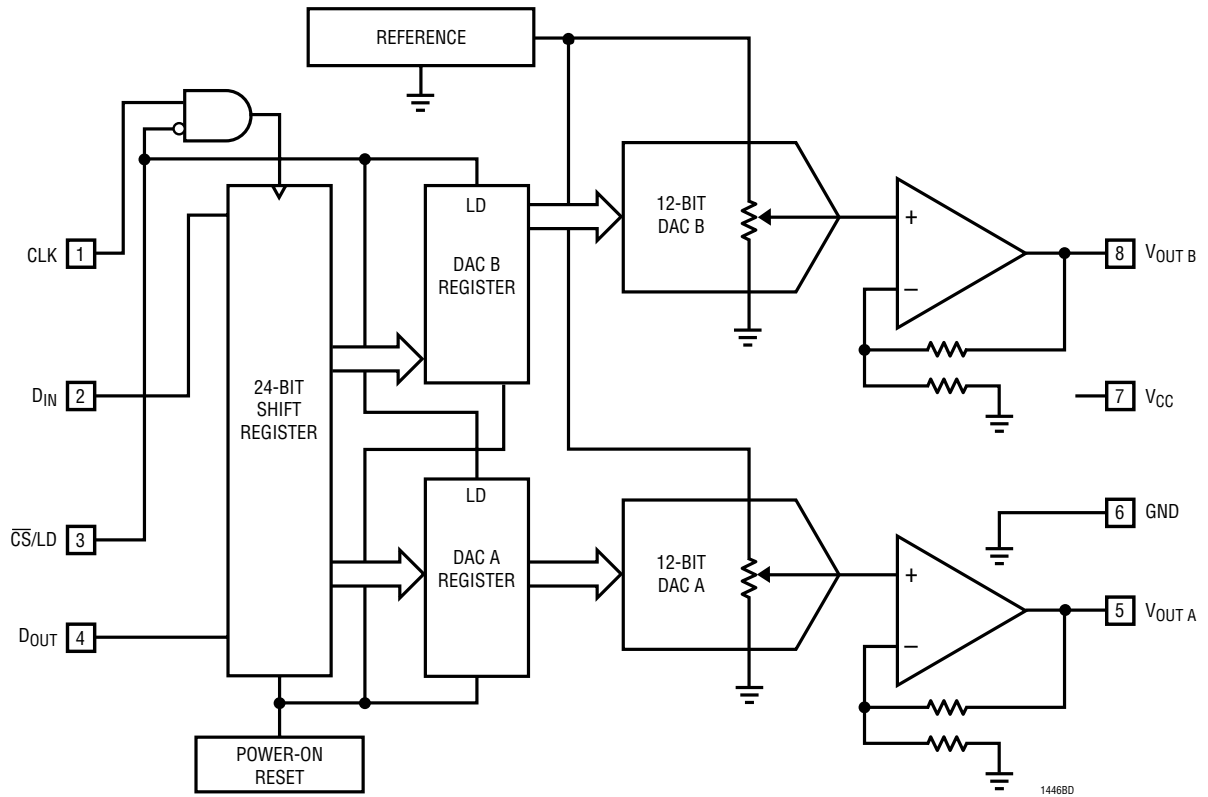 REFERENCE
LD
12-BIT
DAC B
+
–
CLK 1
DAC B
REGISTER
8 VOUT B
24-BIT
SHIFT
REGISTER
DIN 2
7 VCC
LD
6 GND
CS/LD 3
DAC A
REGISTER
12-BIT
DAC A
+
–
5 VOUT A
DOUT 4
POWER-ON
RESET
1446BD